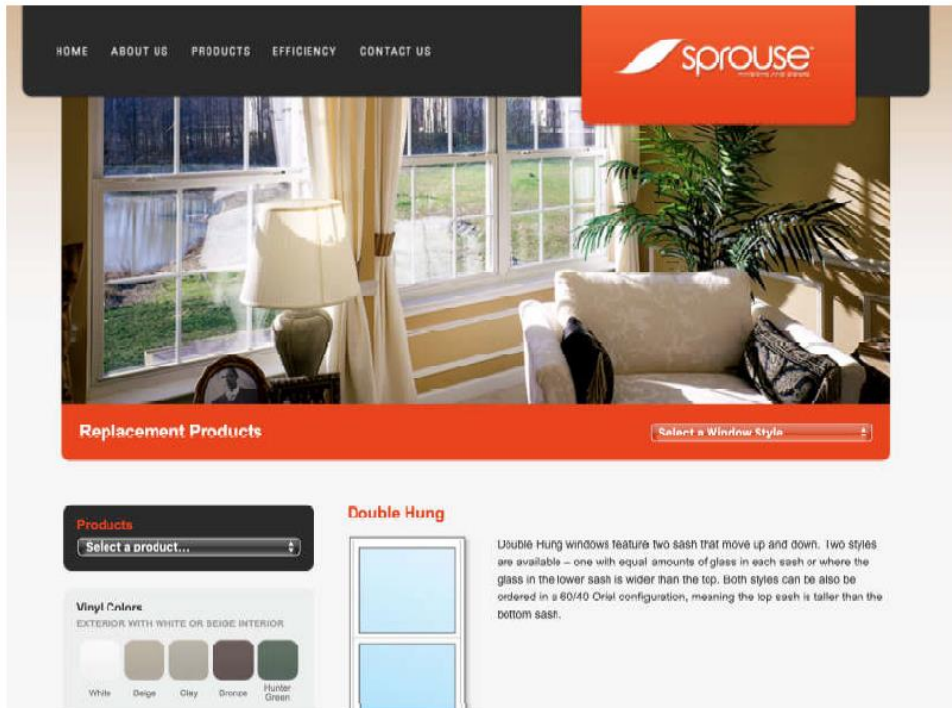 HOME ABOUT US PRODUCTS EFFICIENCY CONTACT US
sprouse
WINDOWS AND DOORS
Replacement Products
Select a Window Style
Products
Select a product...
Vinyl Colors
EXTERIOR WITH WHITE OR BEIGE INTERIOR
White Beige Clay Bronze Hunter Green
Double Hung
Double Hung windows feature two sash that move up and down. Two styles
are available – one with equal amounts of glass in each sash or where the
glass in the lower sash is wider than the top. Both styles can be also be
ordered in a 60/40 Oriel configuration, meaning the top sash is taller than the
bottom sash.